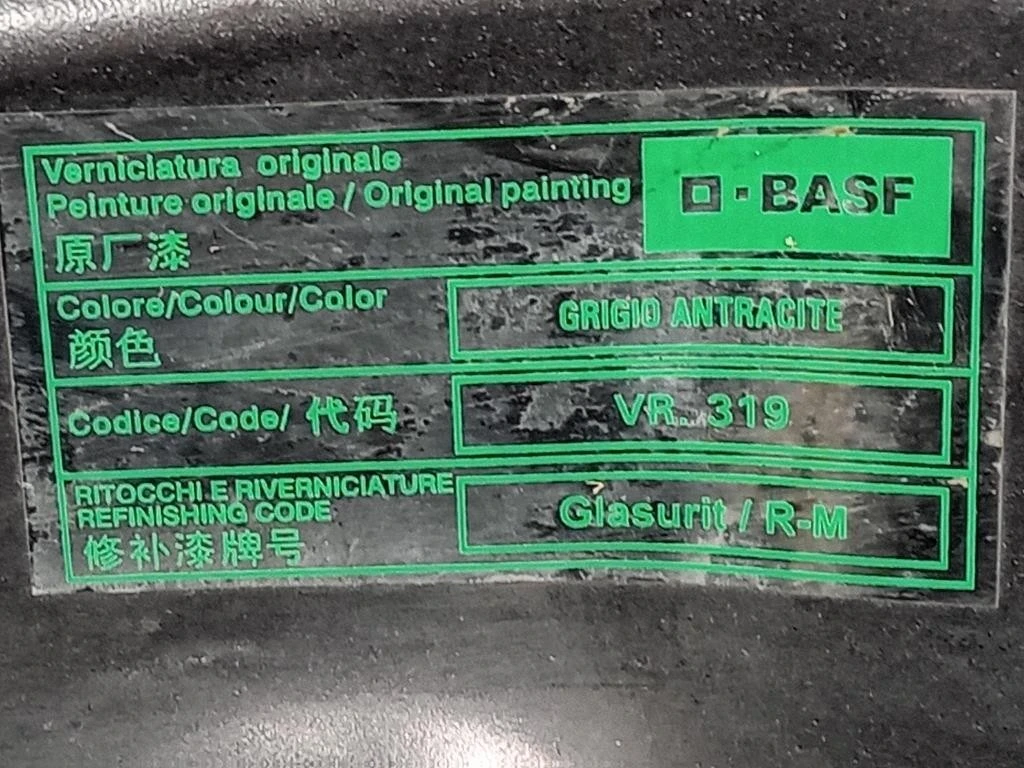 Verniciatura originale
Peinture originale / Original painting
原厂漆
BASF
Colore/Colour/Color
颜色
GRIGIO ANTRACITE
Codice/Code/ 代码
VR. 319
RITOCCHI E RIVERNICIATURE
REFINISHING CODE
修补漆牌号
Glasurit / R-M